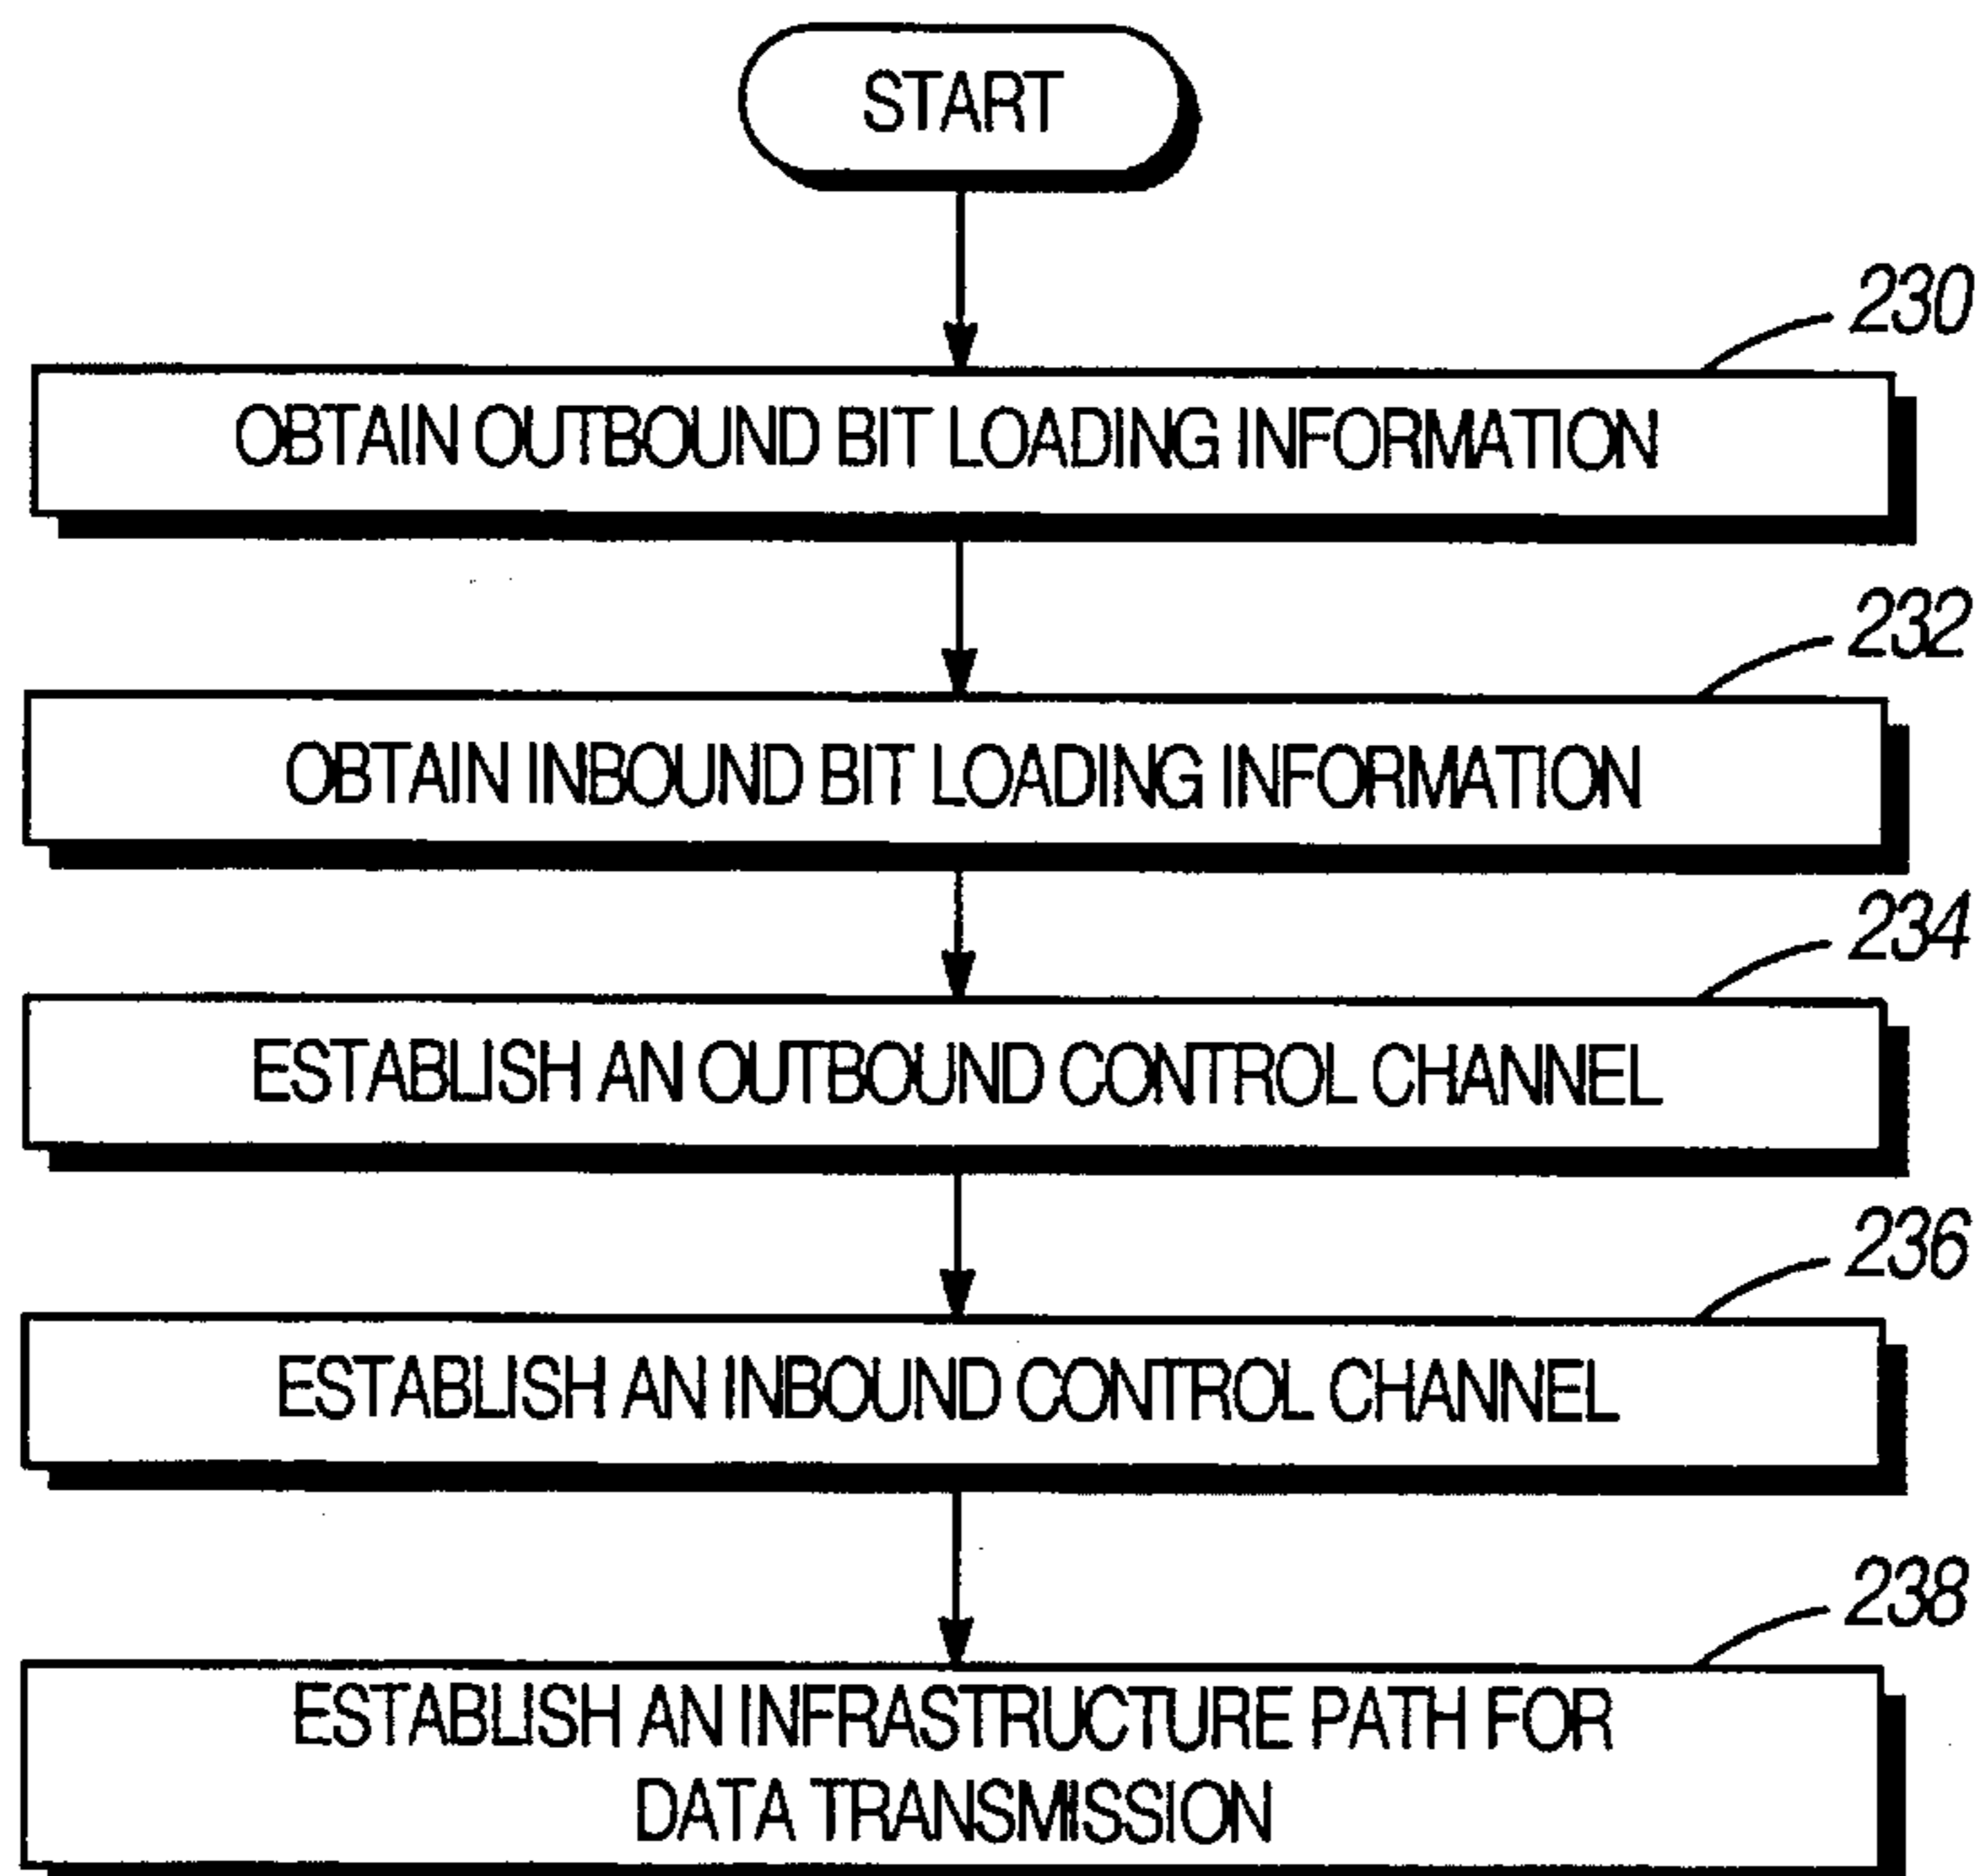 START
230
OBTAIN OUTBOUND BIT LOADING INFORMATION
232
OBTAIN INBOUND BIT LOADING INFORMATION
234
ESTABLISH AN OUTBOUND CONTROL CHANNEL
236
ESTABLISH AN INBOUND CONTROL CHANNEL
238
ESTABLISH AN INFRASTRUCTURE PATH FOR
DATA TRANSMISSION